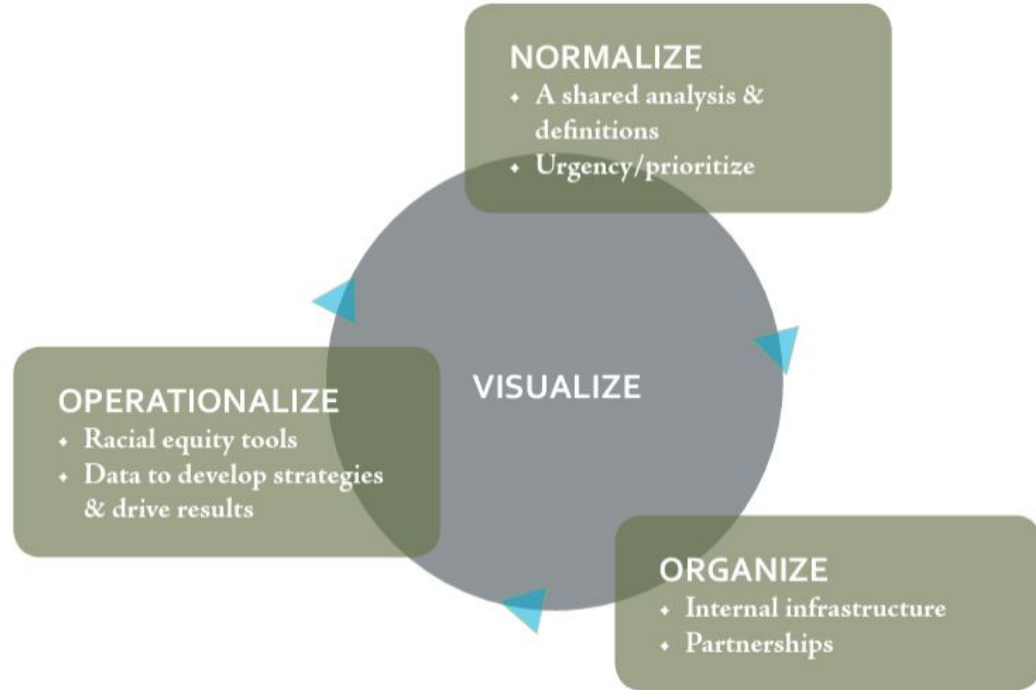 NORMALIZE
⬩ A shared analysis &
definitions
⬩ Urgency/prioritize
VISUALIZE
OPERATIONALIZE
⬩ Racial equity tools
⬩ Data to develop strategies
& drive results
ORGANIZE
⬩ Internal infrastructure
⬩ Partnerships